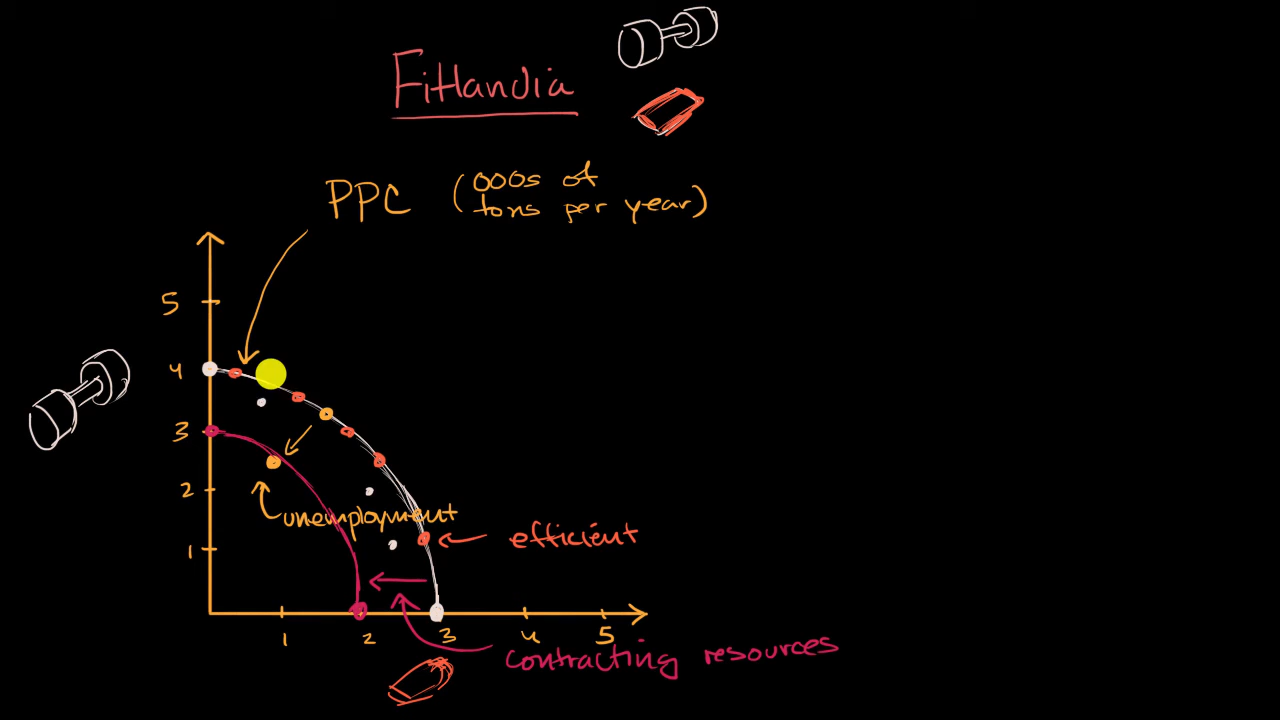 Fitlandia
PPC (000s of
tons per year)
5
4
3
2
1
unemployment
efficient
1 2 3 4 5
contracting resources